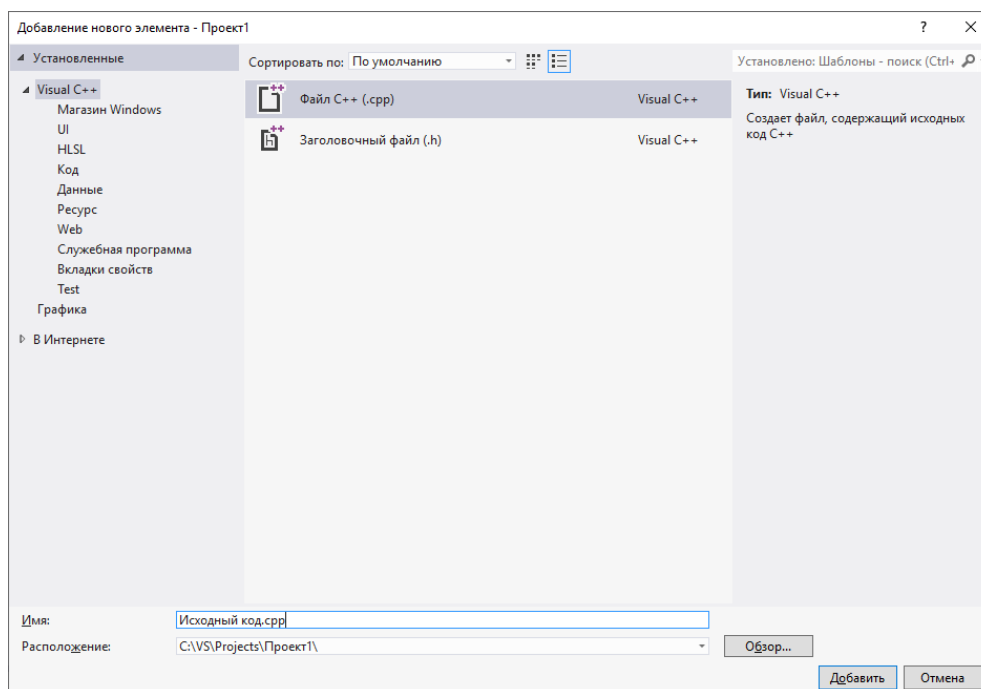 Добавление нового элемента - Проект1
? ×
Установленные
Сортировать по: По умолчанию
Установлено: Шаблоны - поиск (Ctrl+
Visual C++
Магазин Windows
UI
HLSL
Код
Данные
Ресурс
Web
Служебная программа
Вкладки свойств
Test
Графика
В Интернете
Файл C++ (.cpp) Visual C++
Заголовочный файл (.h) Visual C++
Тип: Visual C++
Создает файл, содержащий исходных
код C++
Имя: Исходный код.cpp
Расположение: C:\VS\Projects\Проект1\
Обзор...
Добавить Отмена